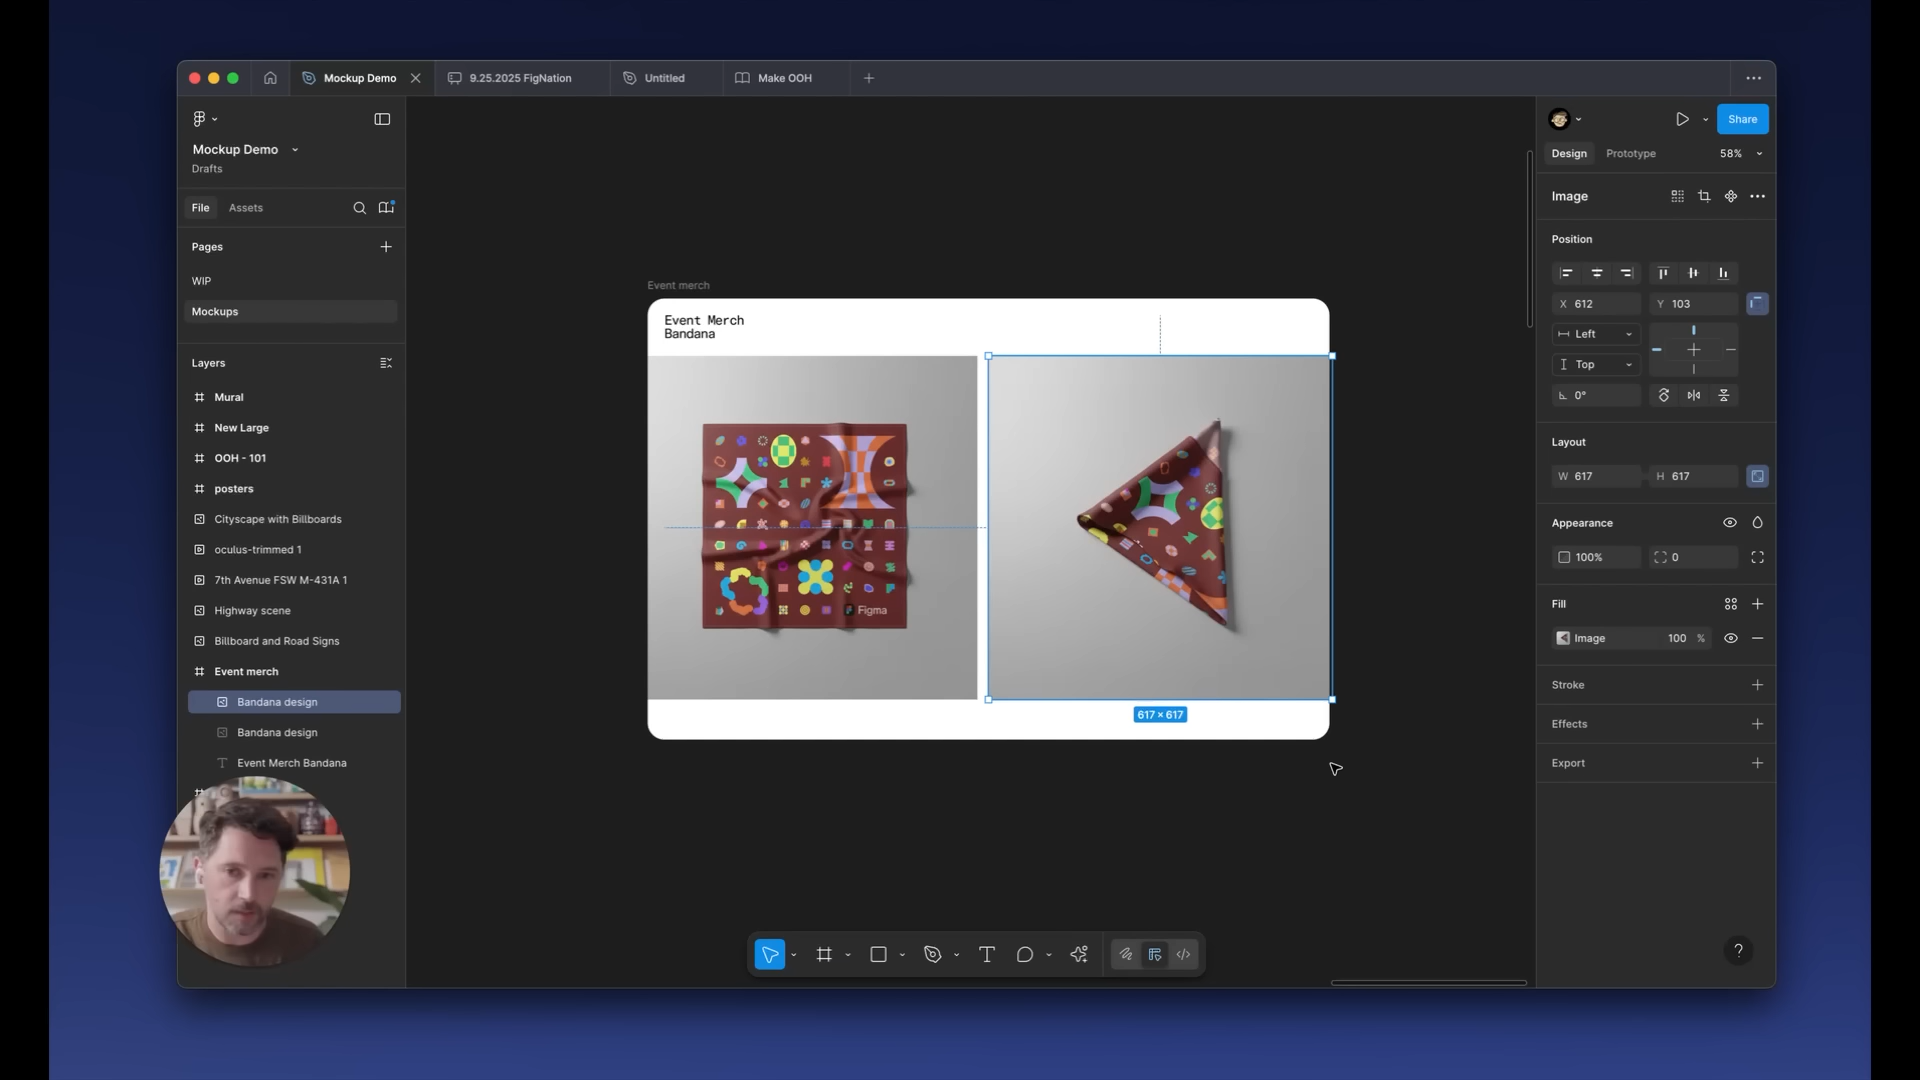 Mockup Demo
9.25.2025 FigNation
Untitled
Make OOH
Mockup Demo
Drafts
File
Assets
Pages
WIP
Mockups
Layers
Mural
New Large
OOH - 101
posters
Cityscape with Billboards
oculus-trimmed 1
7th Avenue FSW M-431A 1
Highway scene
Billboard and Road Signs
Event merch
Bandana design
Bandana design
Event Merch Bandana
Event merch
Event Merch
Bandana
Figma
617 × 617
Share
Design
Prototype
58%
Image
Position
X 612
Y 103
Left
Top
0°
Layout
W 617
H 617
Appearance
100%
0
Fill
Image
100 %
Stroke
Effects
Export
?